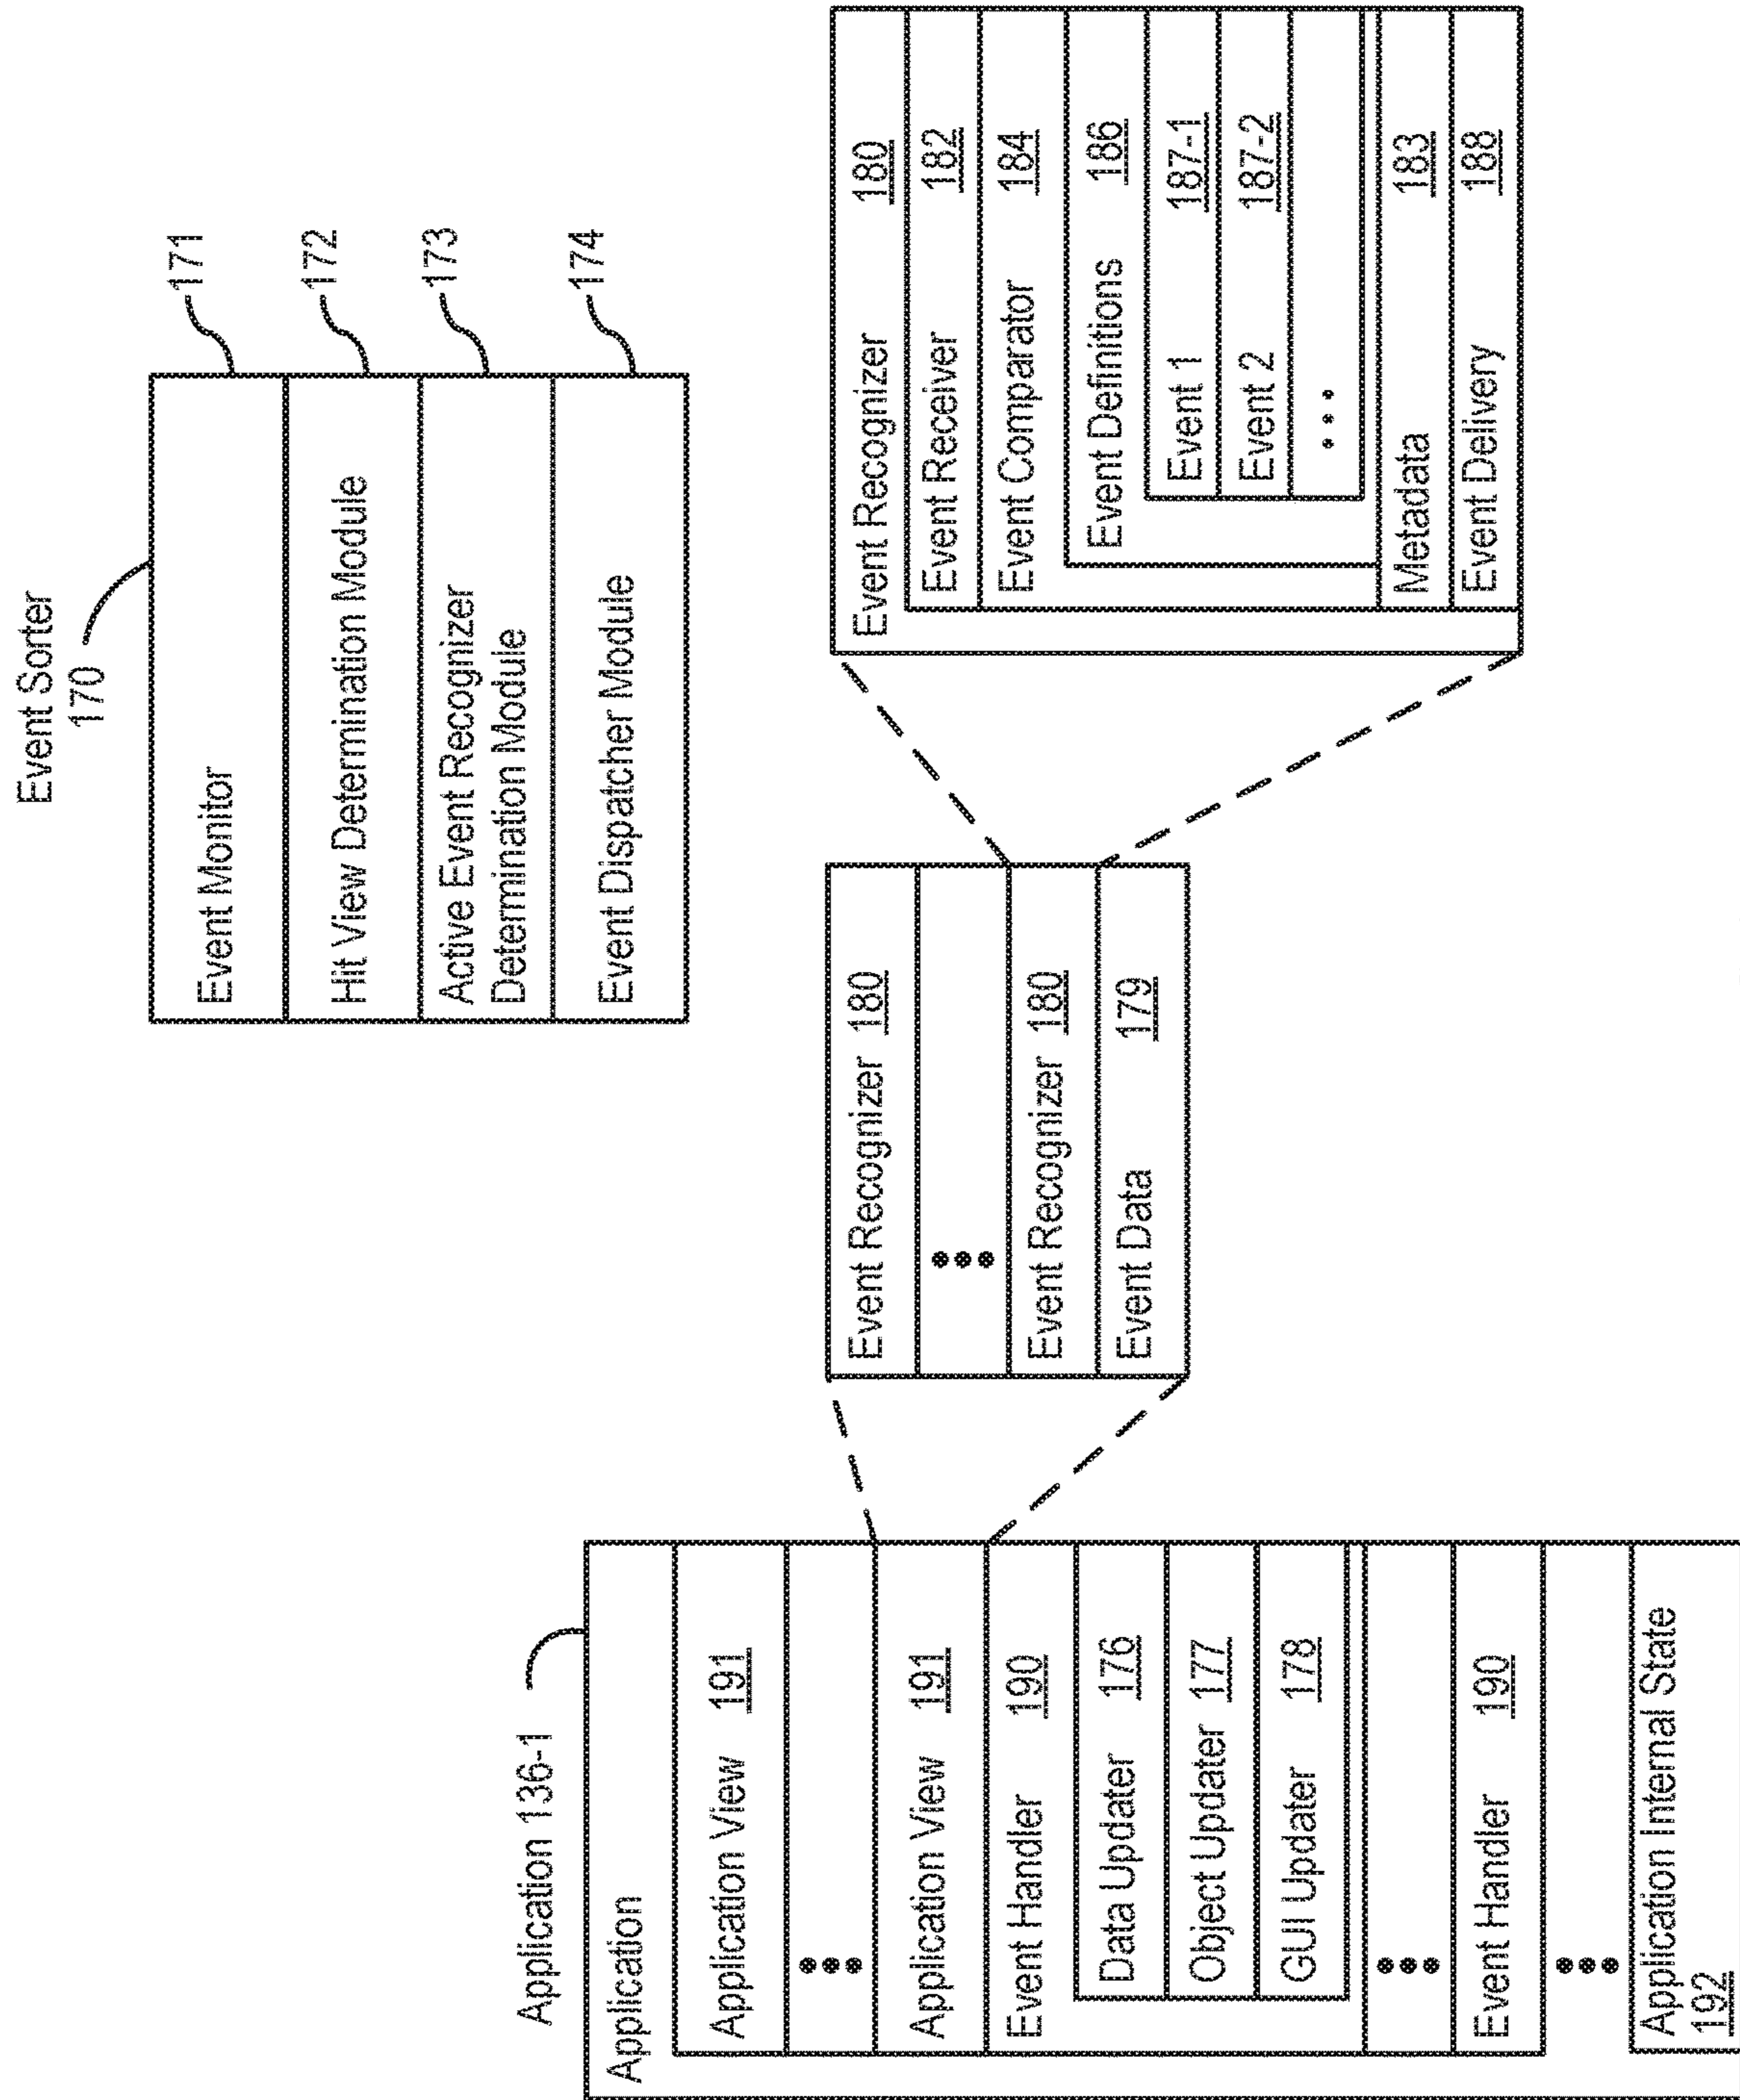 Event Sorter
170
Event Monitor
171
Hit View Determination Module
172
Active Event Recognizer
Determination Module
173
Event Dispatcher Module
174
Application 136-1
Application
Application View 191
Application View 191
Event Handler 190
Data Updater 176
Object Updater 177
GUI Updater 178
Event Handler 190
Application Internal State
192
Event Recognizer 180
Event Recognizer 180
Event Data 179
Event Recognizer 180
Event Receiver 182
Event Comparator 184
Event Definitions 186
Event 1 187-1
Event 2 187-2
Metadata 183
Event Delivery 188